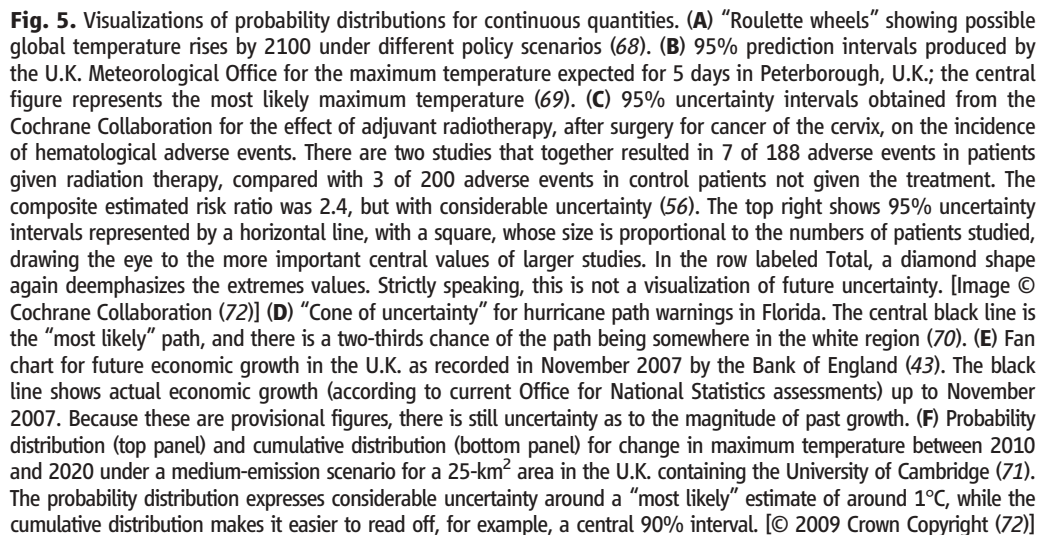 Fig. 5. Visualizations of probability distributions for continuous quantities. (A) “Roulette wheels” showing possible
global temperature rises by 2100 under different policy scenarios (68). (B) 95% prediction intervals produced by
the U.K. Meteorological Office for the maximum temperature expected for 5 days in Peterborough, U.K.; the central
figure represents the most likely maximum temperature (69). (C) 95% uncertainty intervals obtained from the
Cochrane Collaboration for the effect of adjuvant radiotherapy, after surgery for cancer of the cervix, on the incidence
of hematological adverse events. There are two studies that together resulted in 7 of 188 adverse events in patients
given radiation therapy, compared with 3 of 200 adverse events in control patients not given the treatment. The
composite estimated risk ratio was 2.4, but with considerable uncertainty (56). The top right shows 95% uncertainty
intervals represented by a horizontal line, with a square, whose size is proportional to the numbers of patients studied,
drawing the eye to the more important central values of larger studies. In the row labeled Total, a diamond shape
again deemphasizes the extremes values. Strictly speaking, this is not a visualization of future uncertainty. [Image ©
Cochrane Collaboration (72)] (D) “Cone of uncertainty” for hurricane path warnings in Florida. The central black line is
the “most likely” path, and there is a two-thirds chance of the path being somewhere in the white region (70). (E) Fan
chart for future economic growth in the U.K. as recorded in November 2007 by the Bank of England (43). The black
line shows actual economic growth (according to current Office for National Statistics assessments) up to November
2007. Because these are provisional figures, there is still uncertainty as to the magnitude of past growth. (F) Probability
distribution (top panel) and cumulative distribution (bottom panel) for change in maximum temperature between 2010
and 2020 under a medium-emission scenario for a 25-km² area in the U.K. containing the University of Cambridge (71).
The probability distribution expresses considerable uncertainty around a “most likely” estimate of around 1°C, while the
cumulative distribution makes it easier to read off, for example, a central 90% interval. [© 2009 Crown Copyright (72)]